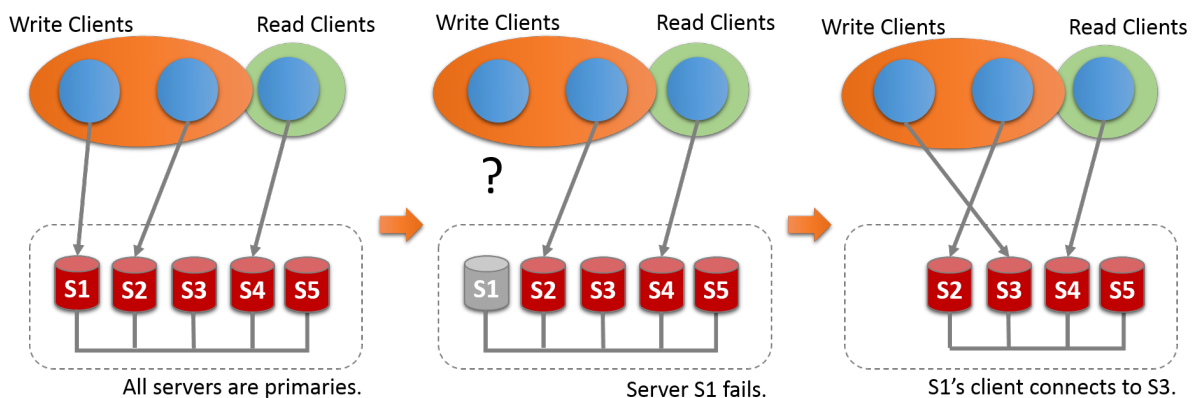 Write Clients
Read Clients
S1
S2
S3
S4
S5
All servers are primaries.
Write Clients
Read Clients
?
S1
S2
S3
S4
S5
Server S1 fails.
Write Clients
Read Clients
S2
S3
S4
S5
S1's client connects to S3.